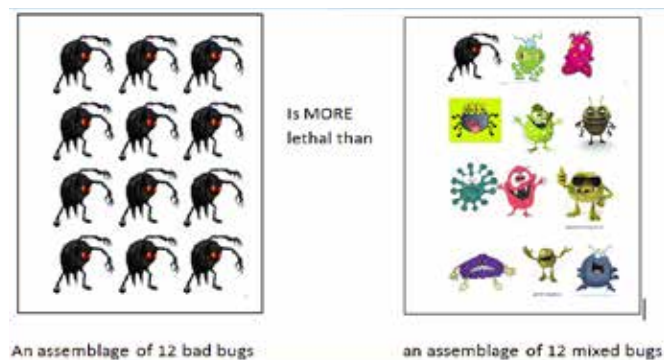 Is MORE
lethal than
An assemblage of 12 bad bugs
an assemblage of 12 mixed bugs